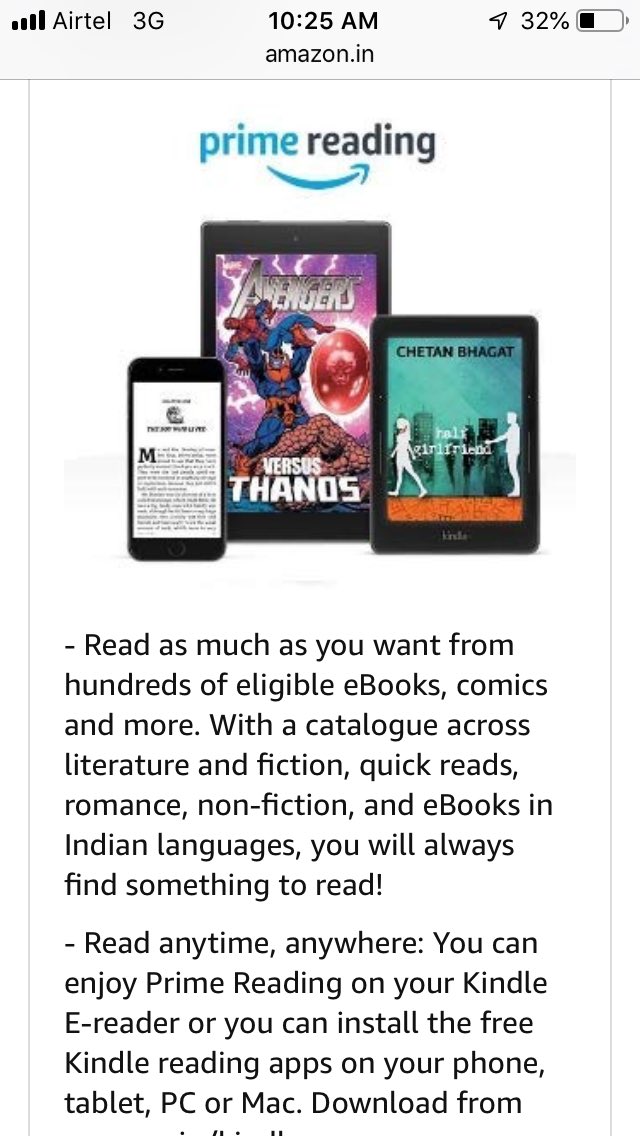 Airtel 3G 10:25 AM 32%
amazon.in
prime reading
AVENGERS
VERSUS
THANOS
CHETAN BHAGAT
half
girlfriend
kindle
THE BOY WHO LIVED
- Read as much as you want from
hundreds of eligible eBooks, comics
and more. With a catalogue across
literature and fiction, quick reads,
romance, non-fiction, and eBooks in
Indian languages, you will always
find something to read!
- Read anytime, anywhere: You can
enjoy Prime Reading on your Kindle
E-reader or you can install the free
Kindle reading apps on your phone,
tablet, PC or Mac. Download from